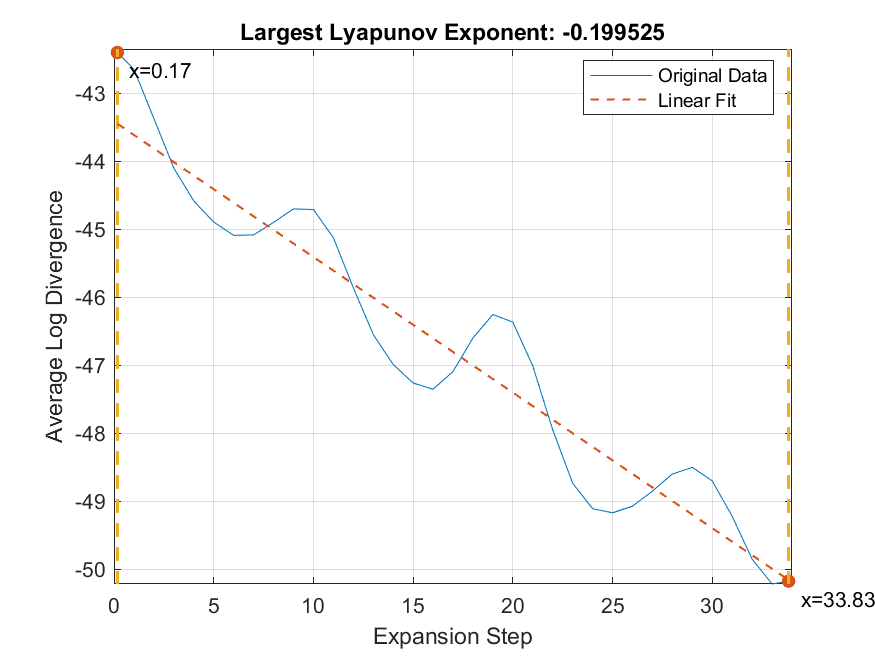 Largest Lyapunov Exponent: -0.199525
x=0.17
Original Data
Linear Fit
-43
-44
-45
-46
-47
-48
-49
-50
Average Log Divergence
0 5 10 15 20 25 30
x=33.83
Expansion Step